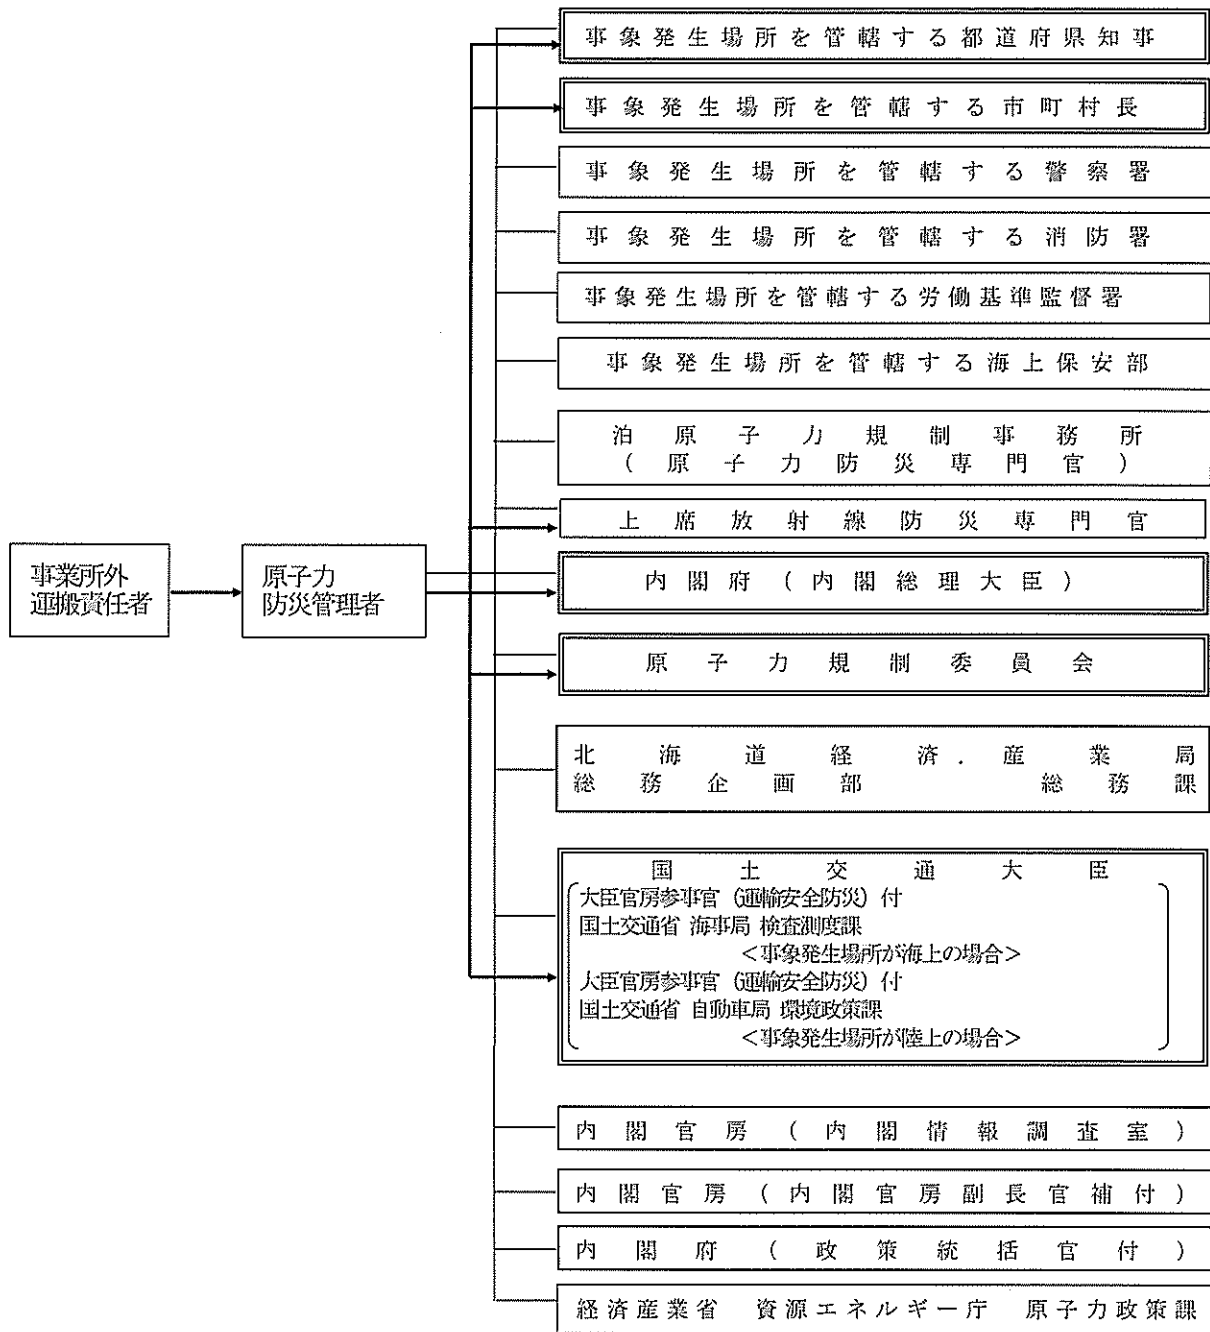 事象発生場所を管轄する都道府県知事
事象発生場所を管轄する市町村長
事象発生場所を管轄する警察署
事象発生場所を管轄する消防署
事象発生場所を管轄する労働基準監督署
事象発生場所を管轄する海上保安部
泊原子力規制事務所
(原子力防災専門官)
上席放射線防災専門官
事業所外
運搬責任者
原子力
防災管理者
内閣府(内閣総理大臣)
原子力規制委員会
北海道経済.産業局
総務企画部 総務課
国土交通大臣
大臣官房参事官(運輸安全防災)付
国土交通省 海事局 検査測度課
<事象発生場所が海上の場合>
大臣官房参事官(運輸安全防災)付
国土交通省 自動車局 環境政策課
<事象発生場所が陸上の場合>
内閣官房(内閣情報調査室)
内閣官房(内閣官房副長官補付)
内閣府(政策統括官付)
経済産業省 資源エネルギー庁 原子力政策課